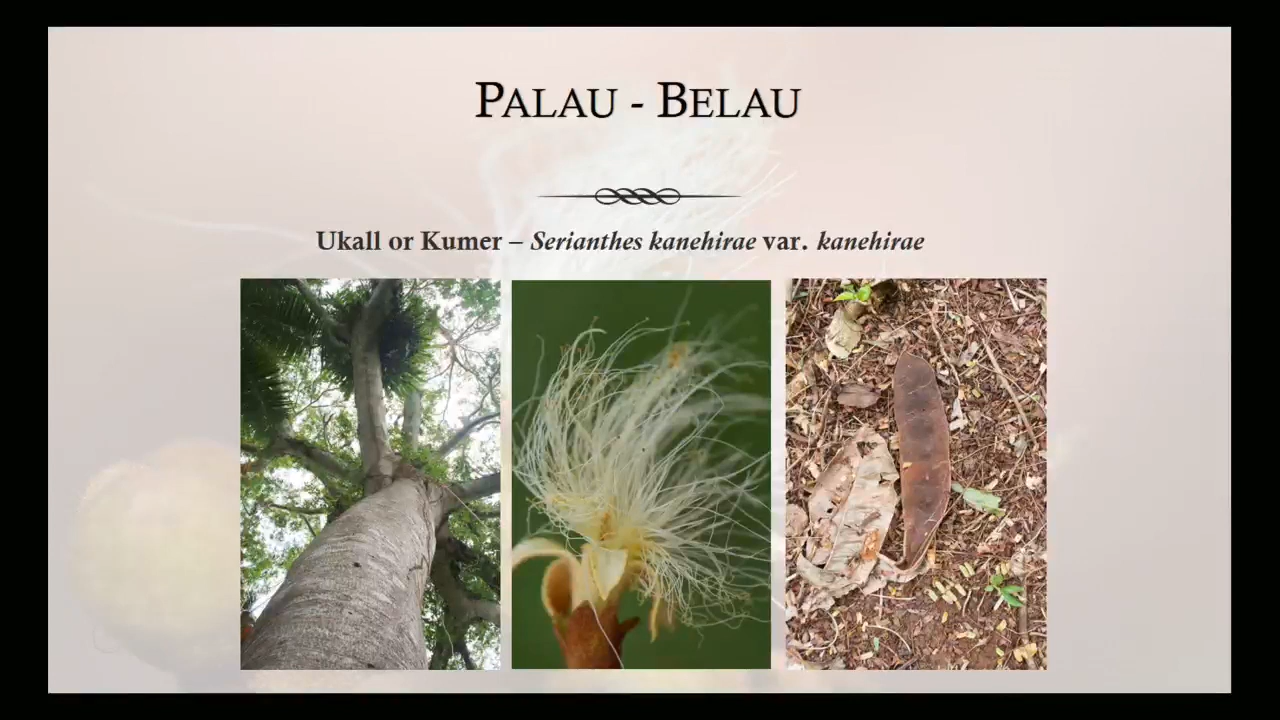 PALAU - BELAU
Ukall or Kumer – Serianthes kanehirae var. kanehirae